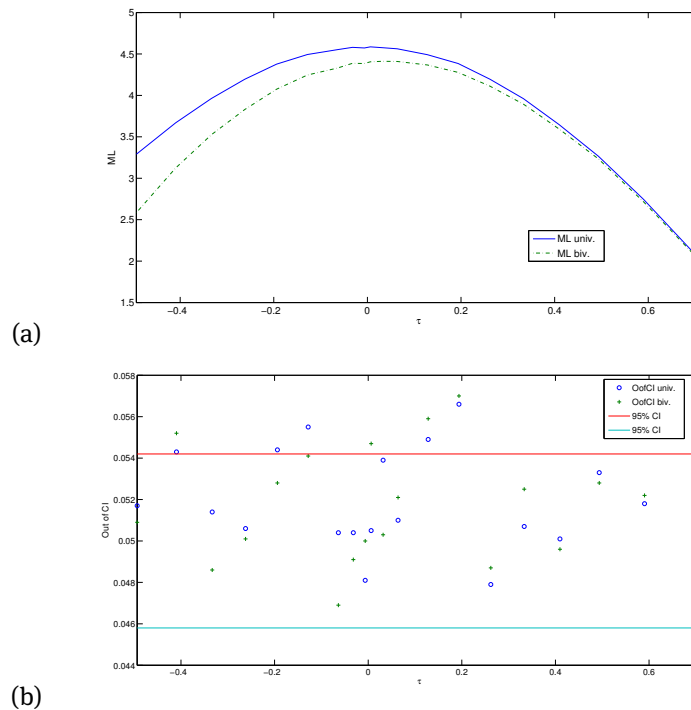 5
4.5
4
3.5
3
2.5
2
1.5
ML
−0.4
−0.2
0
0.2
0.4
0.6
τ
ML univ.
ML biv.
(a)
0.058
0.056
0.054
0.052
0.05
0.048
0.046
0.044
Out of CI
−0.4
−0.2
0
0.2
0.4
0.6
τ
OofCI univ.
OofCI biv.
95% CI
95% CI
(b)